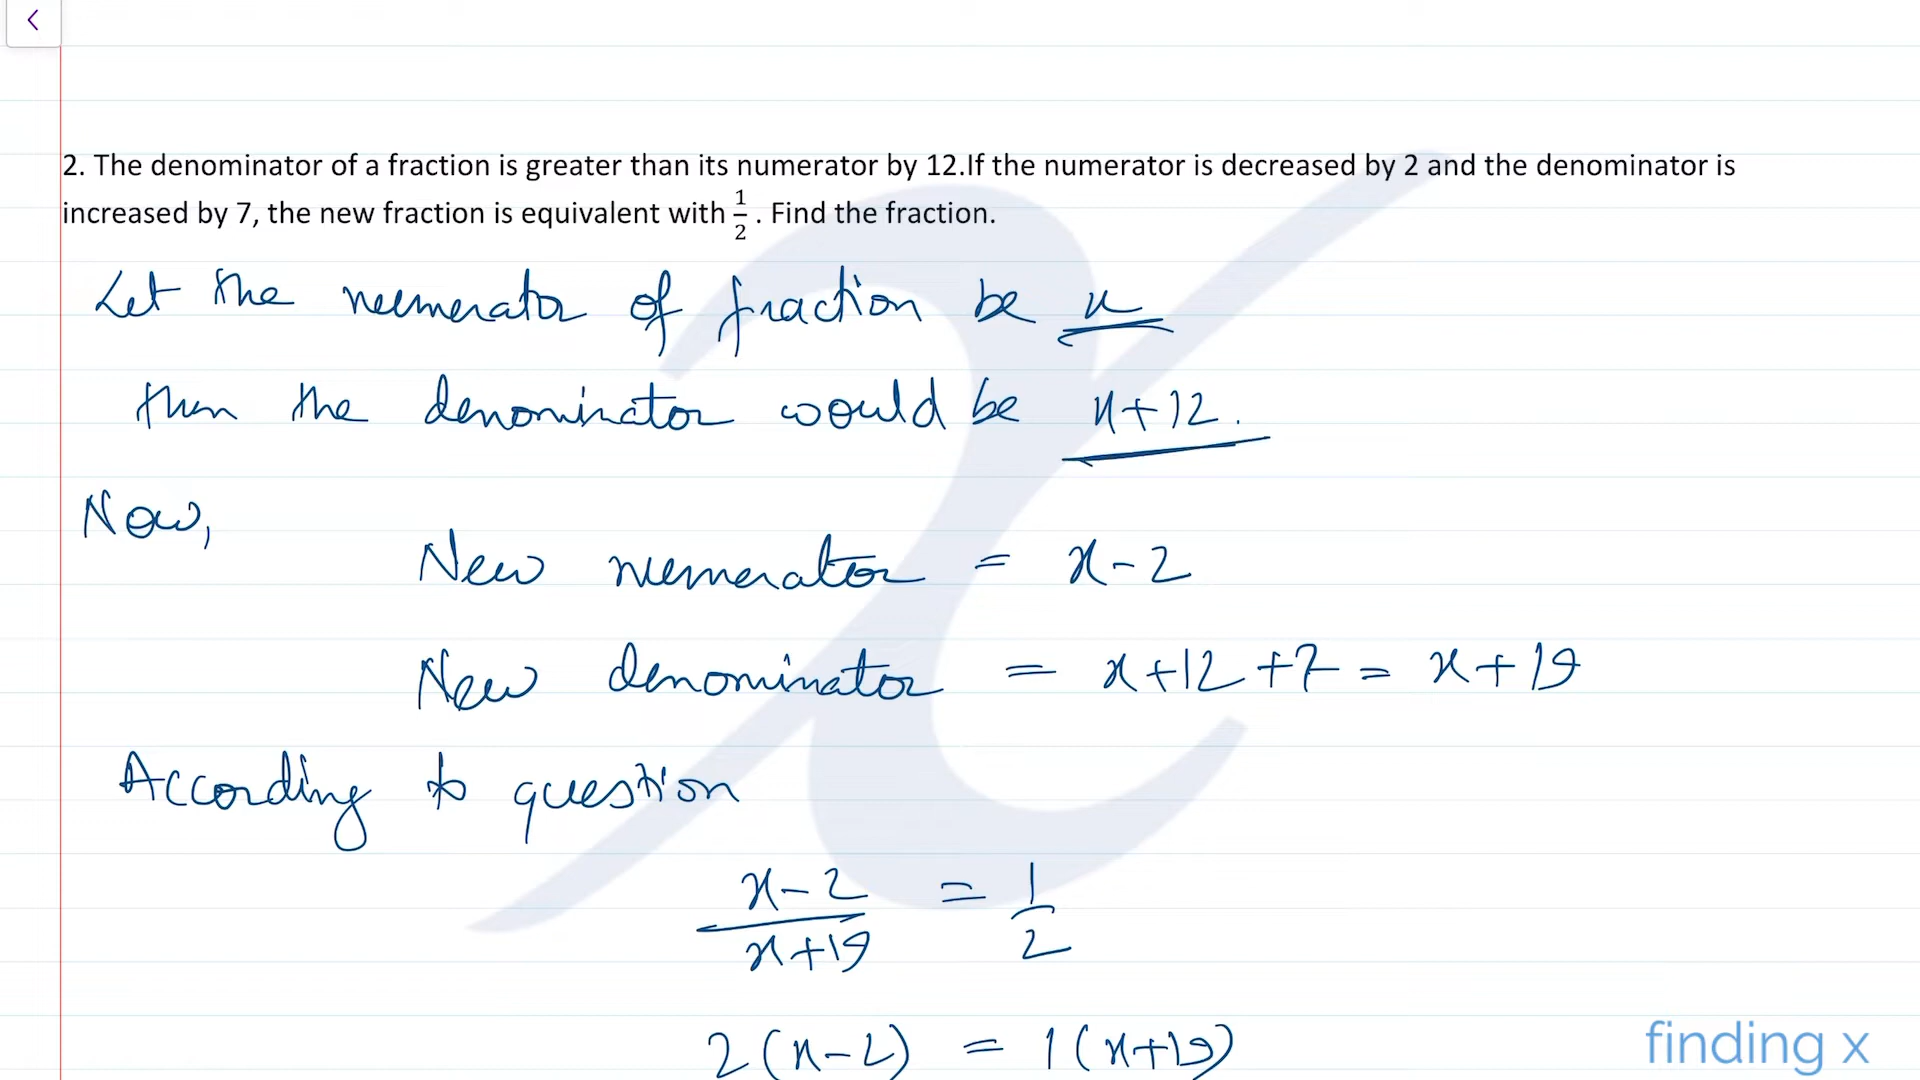 2. The denominator of a fraction is greater than its numerator by 12.If the numerator is decreased by 2 and the denominator is
increased by 7, the new fraction is equivalent with 1/2 . Find the fraction.
Let the numerator of fraction be x
then the denominator would be x+12.
Now,
New numerator = x-2
New denominator = x+12+7 = x+19
According to question
x-2/x+19 = 1/2
2(x-2) = 1(x+19)
finding x